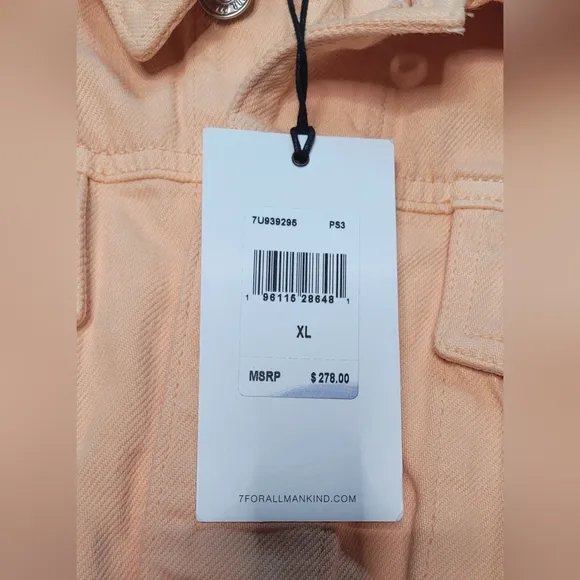 7U939295 PS3
1 96115 28648 1
XL
MSRP $ 278.00
7FORALLMANKIND.COM